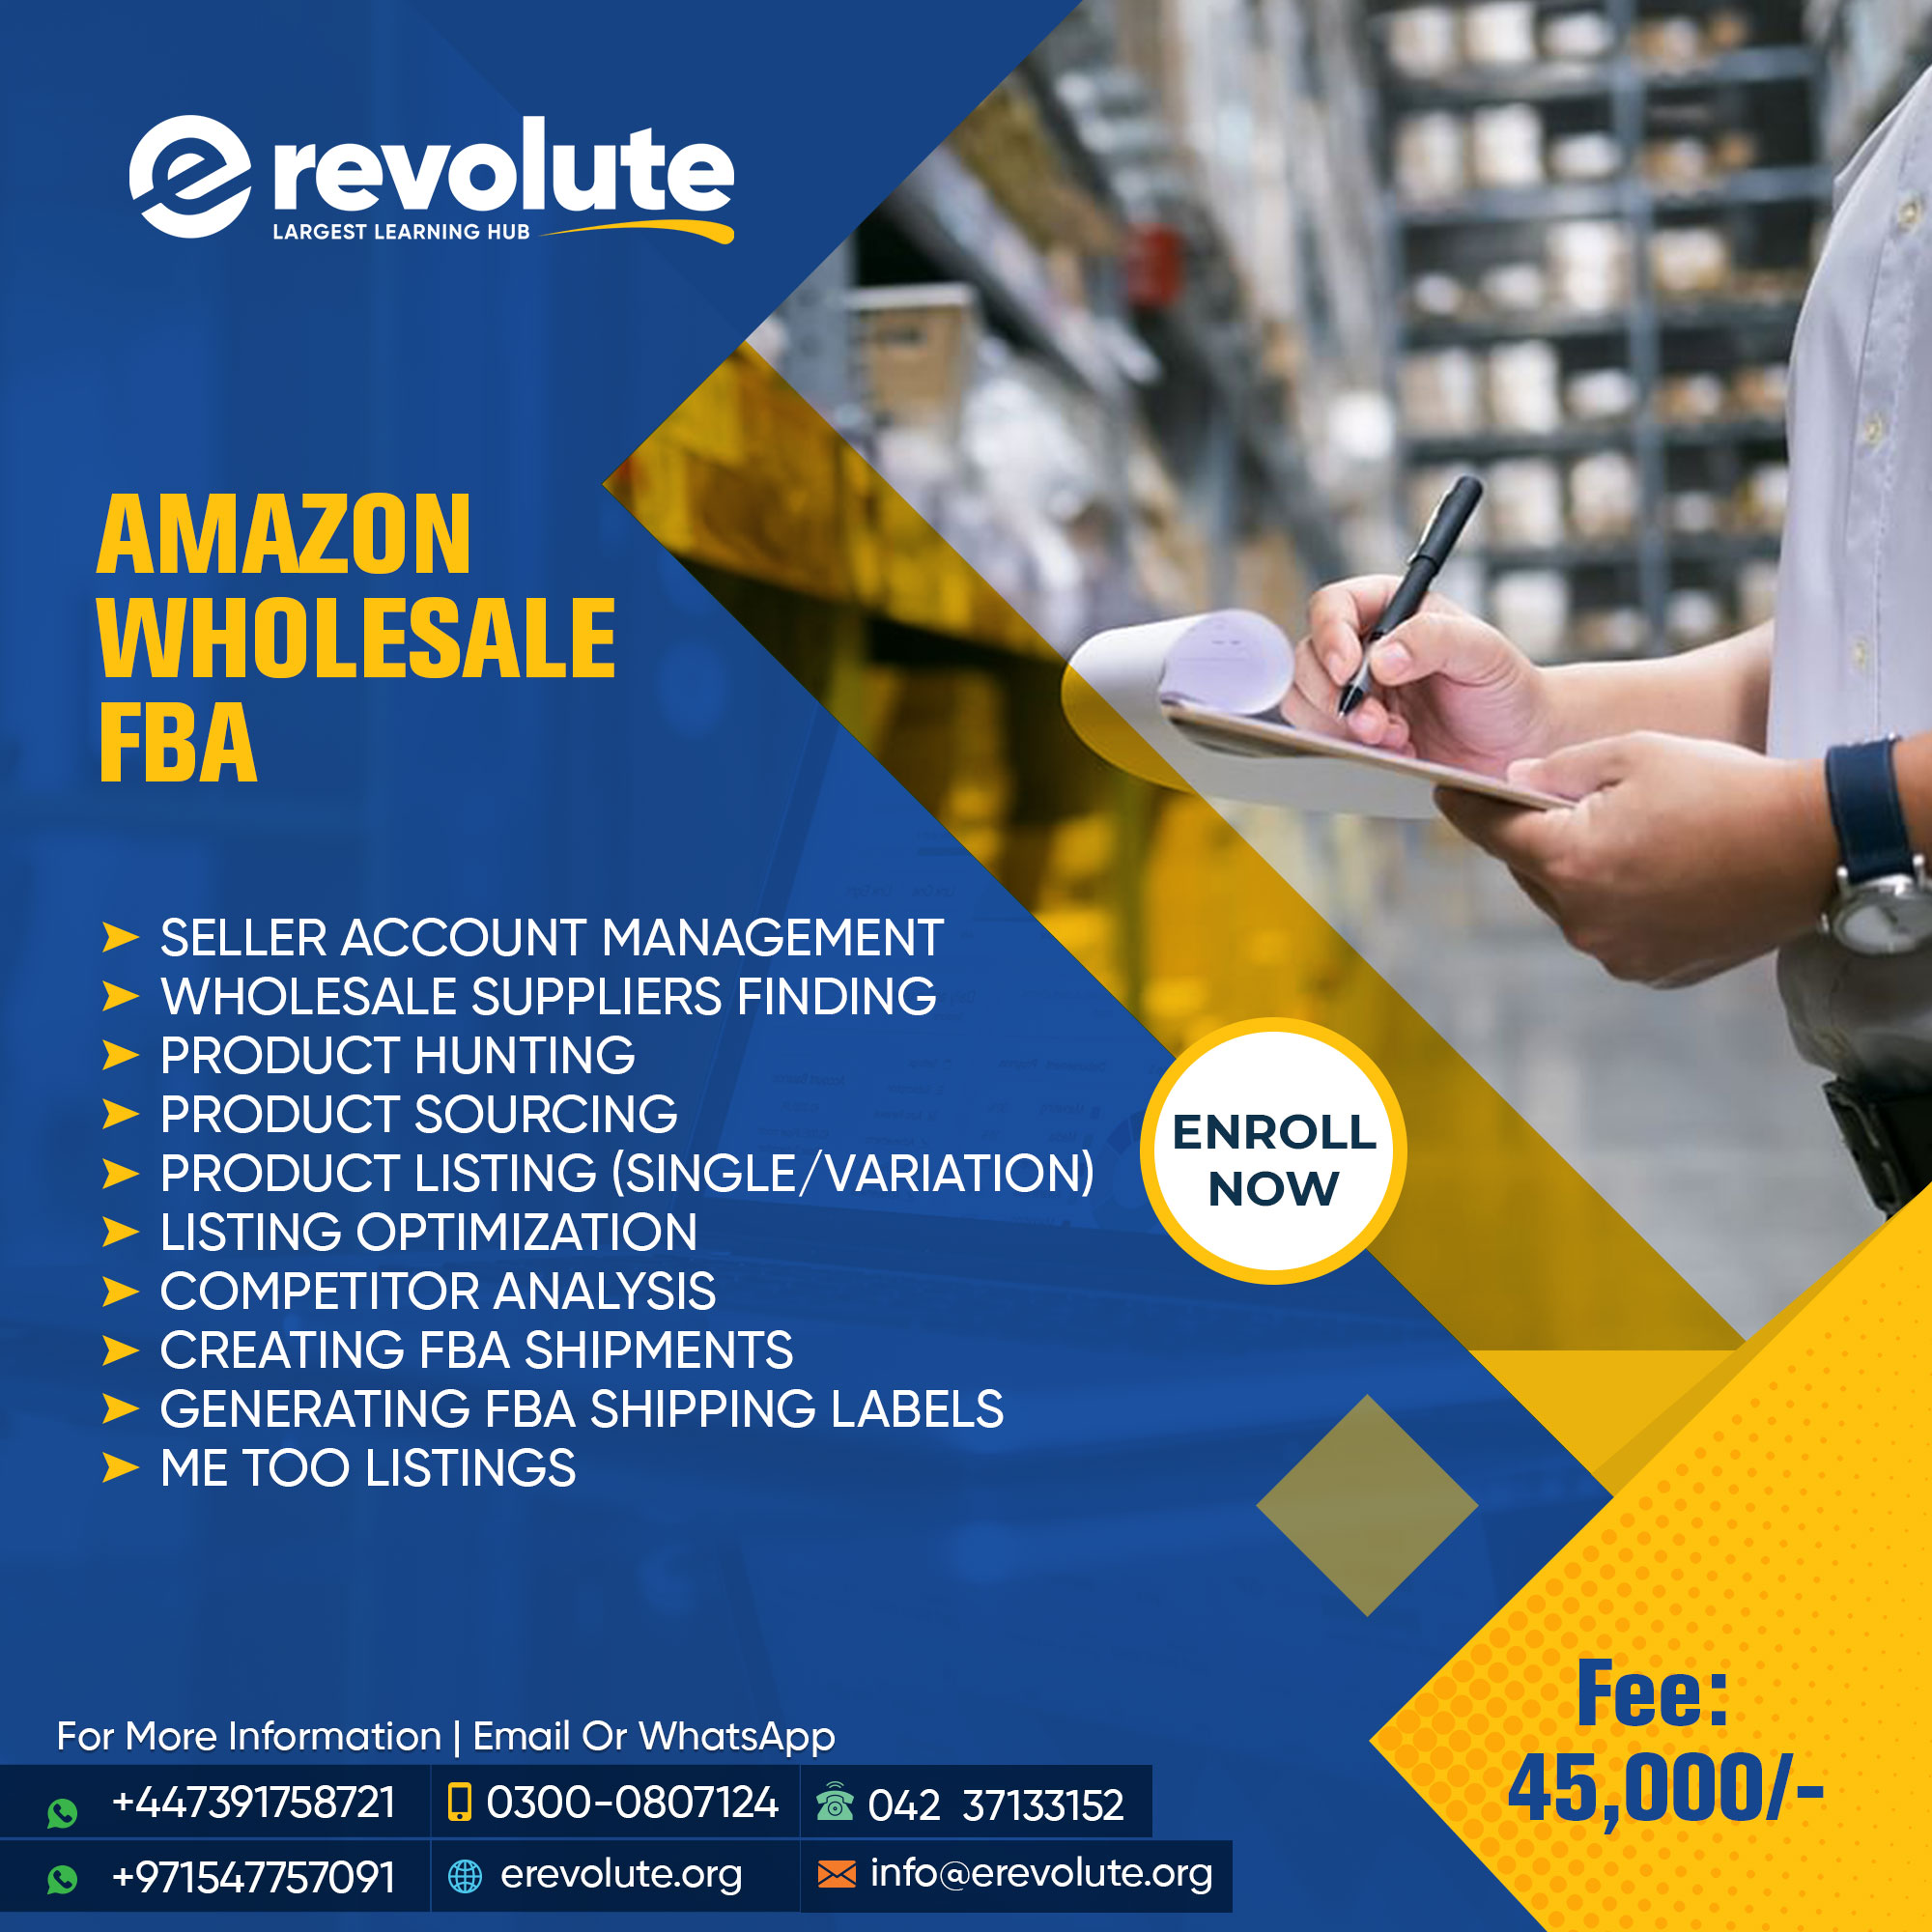 e revolute
LARGEST LEARNING HUB
AMAZON
WHOLESALE
FBA
SELLER ACCOUNT MANAGEMENT
WHOLESALE SUPPLIERS FINDING
PRODUCT HUNTING
PRODUCT SOURCING
PRODUCT LISTING (SINGLE/VARIATION)
LISTING OPTIMIZATION
COMPETITOR ANALYSIS
CREATING FBA SHIPMENTS
GENERATING FBA SHIPPING LABELS
ME TOO LISTINGS
ENROLL
NOW
Fee:
45,000/-
For More Information | Email Or WhatsApp
+447391758721
0300-0807124
042 37133152
+971547757091
erevolute.org
info@erevolute.org